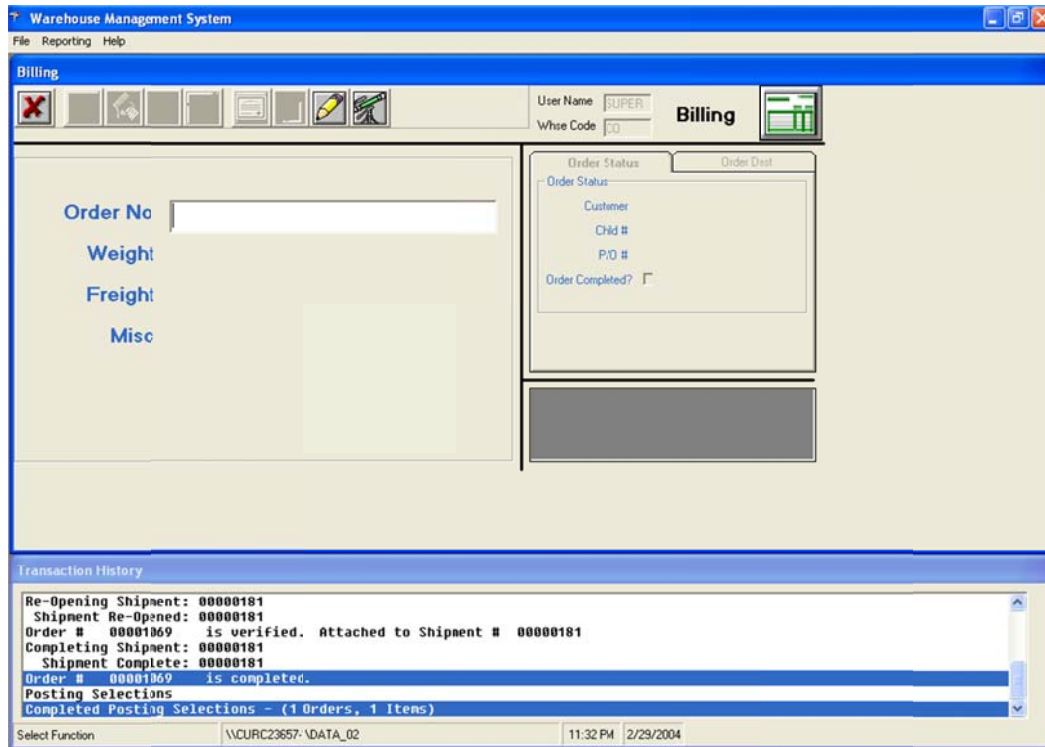 Warehouse Management System
File Reporting Help
Billing
User Name SUPER
Whse Code CO
Billing
Order No
Weight
Freight
Misc
Order Status
Order Dest
Order Status
Customer
Chld #
P/O #
Order Completed?
Transaction History
Re-Opening Shipment: 00000181
Shipment Re-Opened: 00000181
Order # 00001069 is verified. Attached to Shipment # 00000181
Completing Shipment: 00000181
Shipment Complete: 00000181
Order # 00001069 is completed.
Posting Selections
Completed Posting Selections - (1 Orders, 1 Items)
Select Function
\\CURC23657-\DATA_02
11:32 PM
2/29/2004